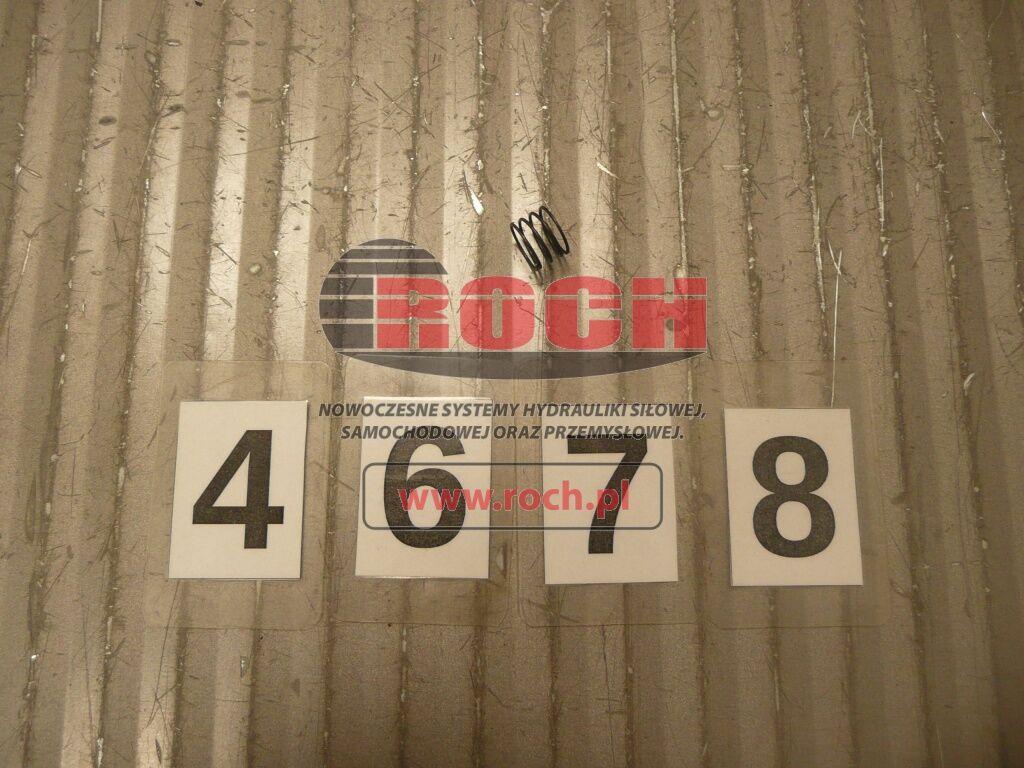 ROCH
NOWOCZESNE SYSTEMY HYDRAULIKI SIŁOWEJ,
SAMOCHODOWEJ ORAZ PRZEMYSŁOWEJ.
4 6 7 8
www.roch.pl